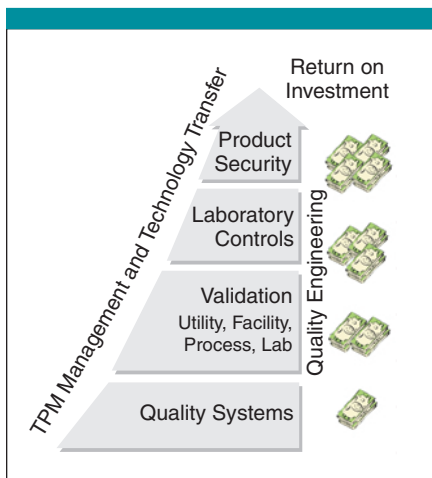 Return on
Investment
TPM Management and Technology Transfer
Product
Security
Laboratory
Controls
Quality Engineering
Validation
Utility, Facility,
Process, Lab
Quality Systems